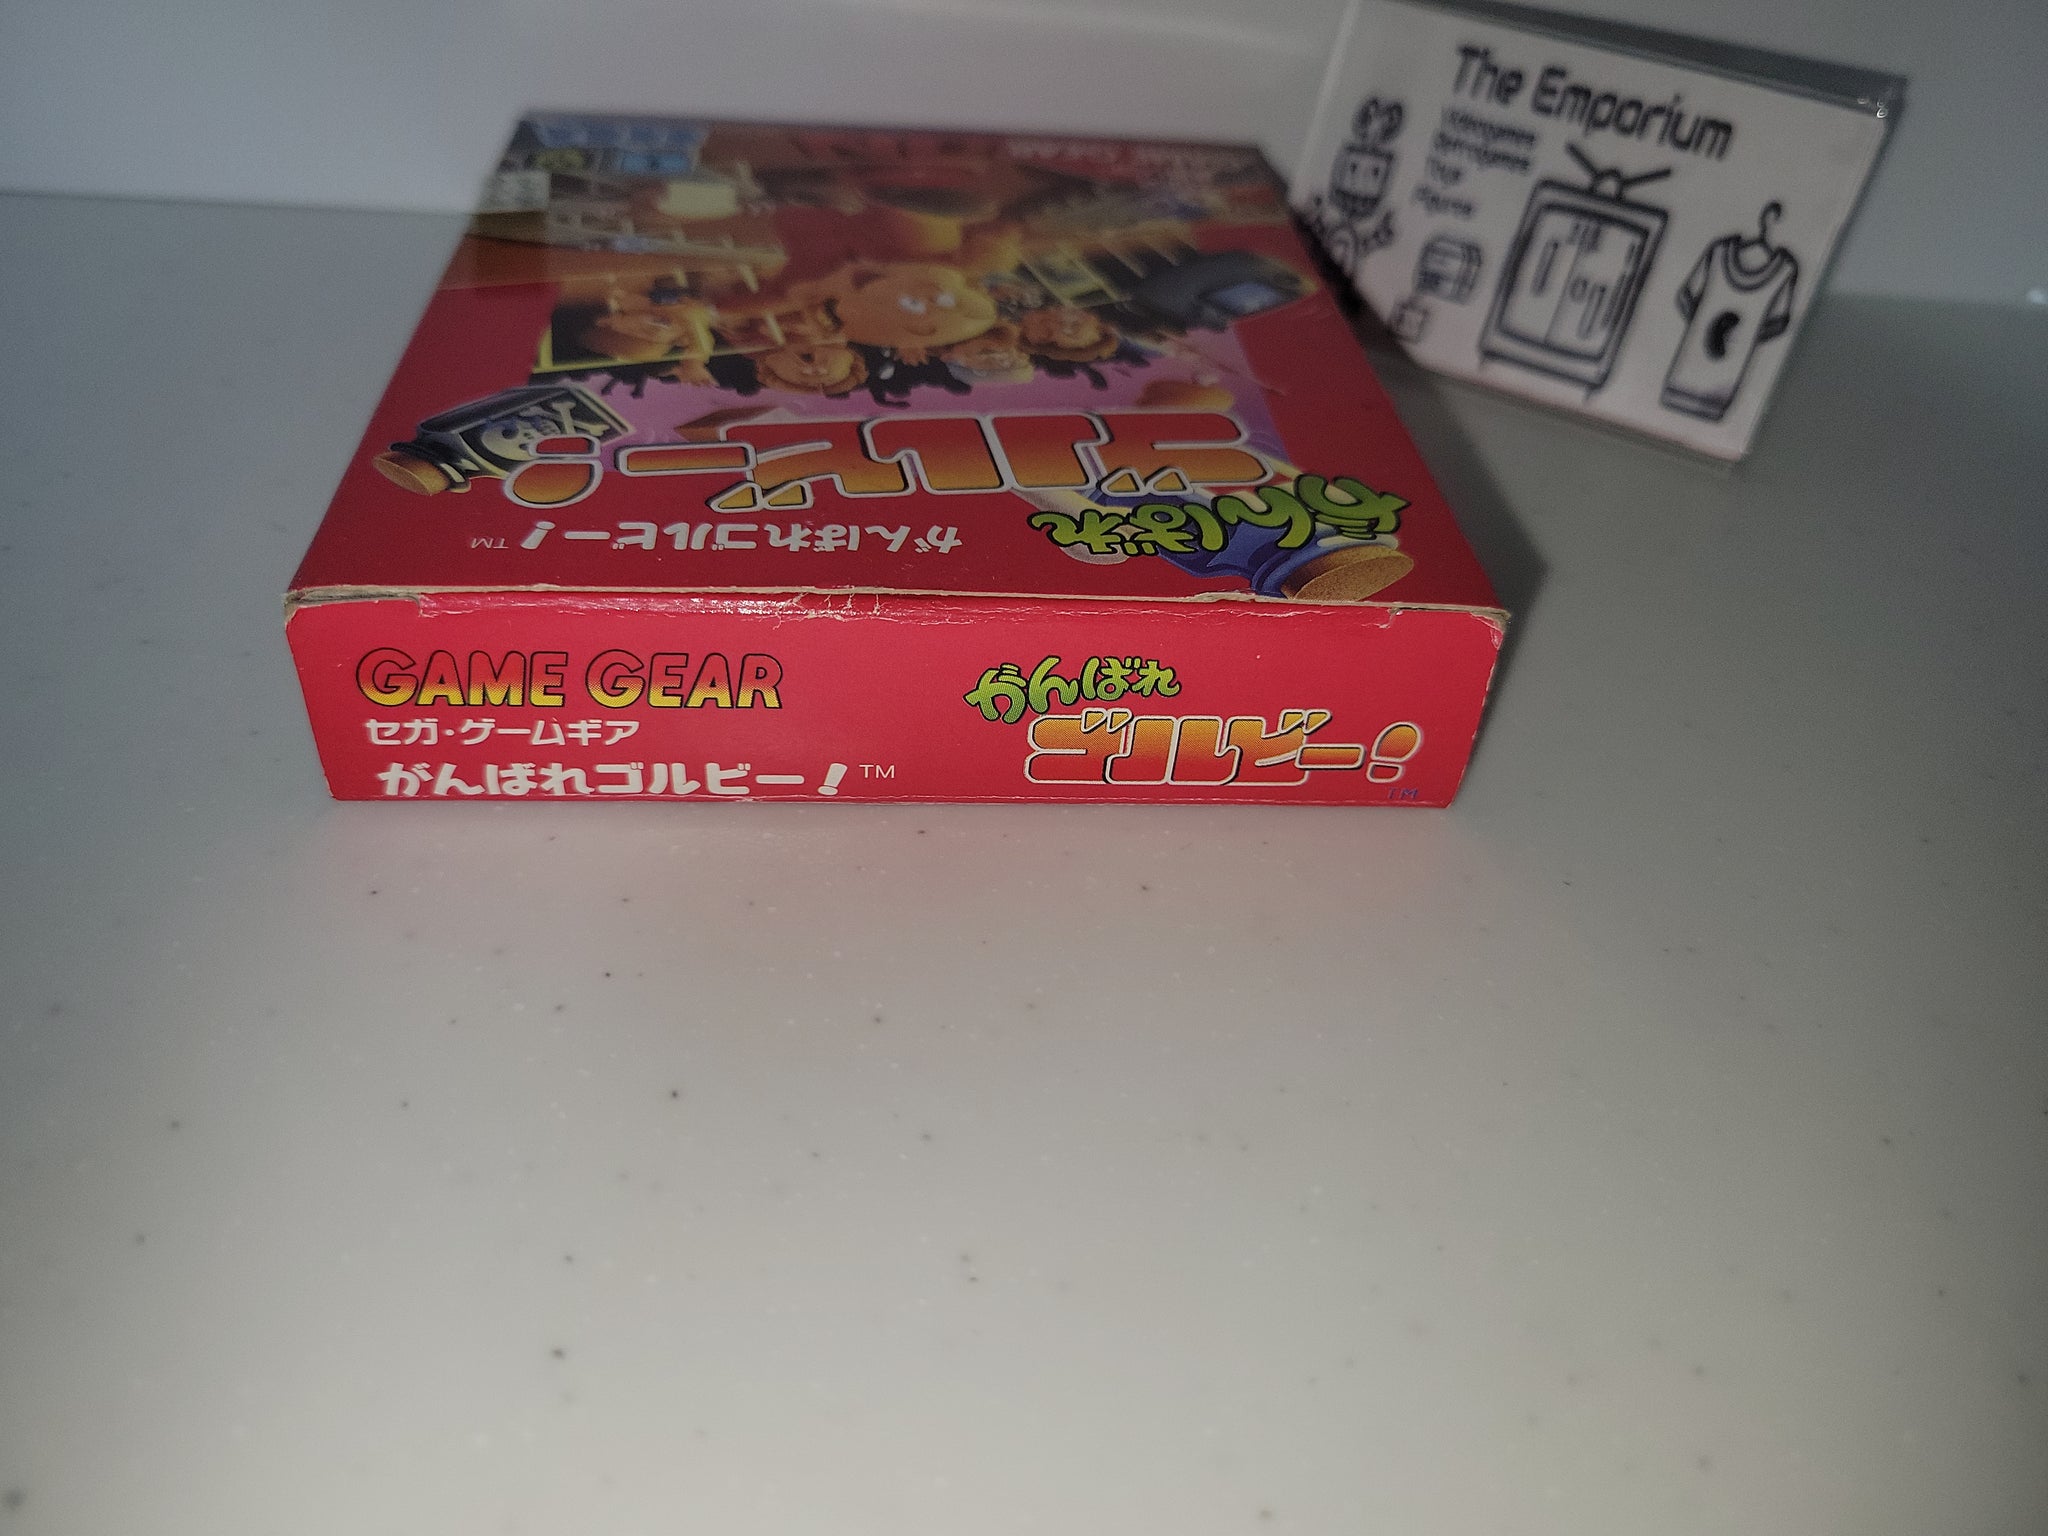 The Emporium
がんばれ
ゴルビー!
がんばれゴルビー! ™
GAME GEAR
セガ・ゲームギア
がんばれゴルビー! ™
がんばれ
ゴルビー!
TM